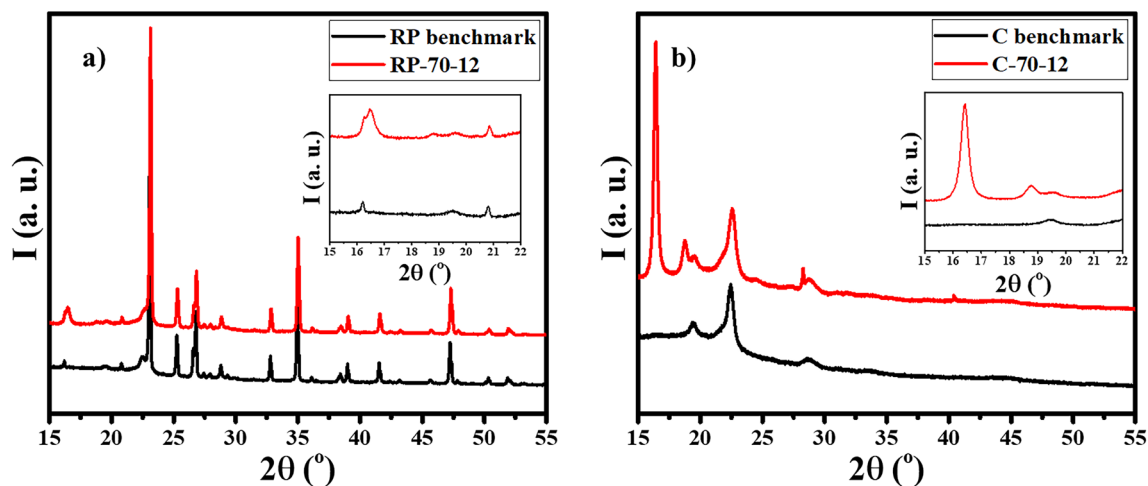 a)
RP benchmark
RP-70-12
I (a. u.)
15 16 17 18 19 20 21 22
2θ (°)
I (a. u.)
15 20 25 30 35 40 45 50 55
2θ (°)
b)
C benchmark
C-70-12
I (a. u.)
15 16 17 18 19 20 21 22
2θ (°)
I (a. u.)
15 20 25 30 35 40 45 50 55
2θ (°)